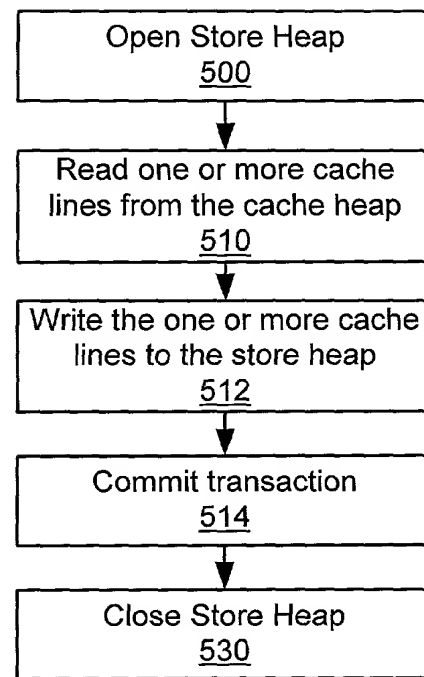 Open Store Heap
500
Read one or more cache
lines from the cache heap
510
Write the one or more cache
lines to the store heap
512
Commit transaction
514
Close Store Heap
530